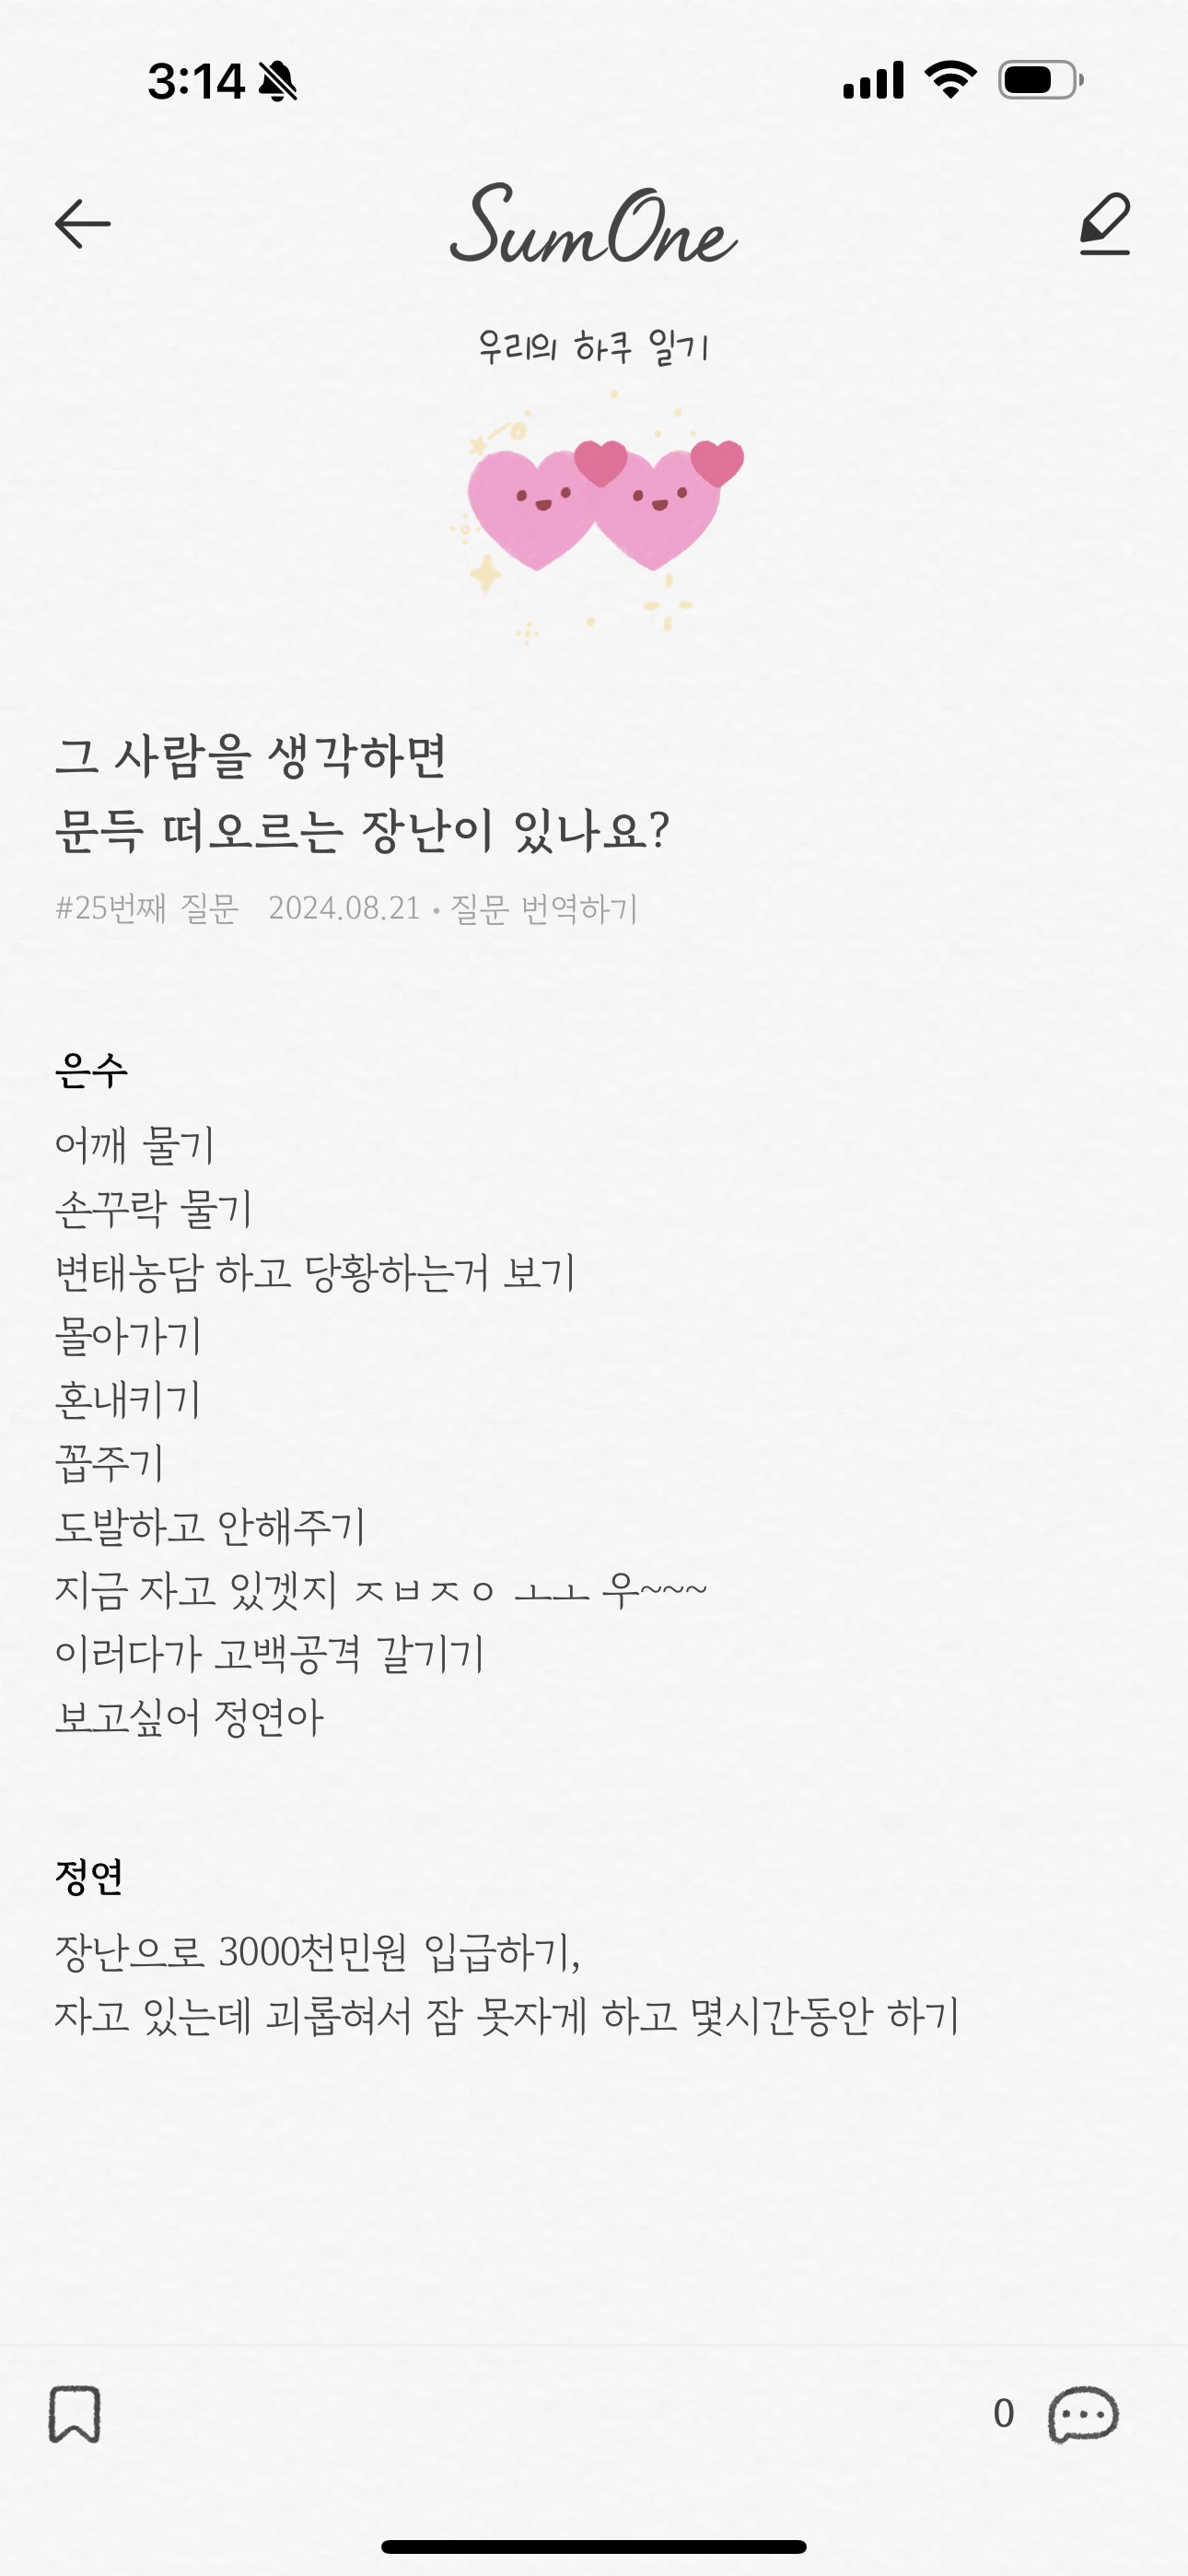 3:14
SumOne
우리의 하루 일기
그 사람을 생각하면
문득 떠오르는 장난이 있나요?
#25번째 질문 2024.08.21 • 질문 번역하기
은수
어깨 물기
손꾸락 물기
변태농담 하고 당황하는거 보기
몰아가기
혼내키기
꼽주기
도발하고 안해주기
지금 자고 있겟지 ㅈㅂㅈㅇ ㅗㅗ 우~~~
이러다가 고백공격 갈기기
보고싶어 정연아
정연
장난으로 3000천민원 입급하기,
자고 있는데 괴롭혀서 잠 못자게 하고 몇시간동안 하기
0